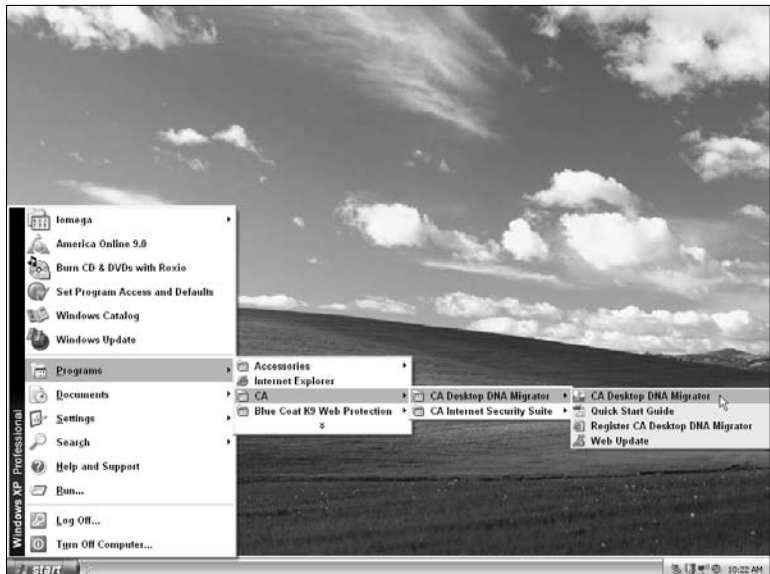 Iomega
America Online 9.0
Burn CD & DVDs with Roxio
Set Program Access and Defaults
Windows Catalog
Windows Update
Programs
Documents
Settings
Search
Help and Support
Run...
Log Off...
Turn Off Computer...
Windows XP Professional
Accessories
Internet Explorer
CA
Blue Coat K9 Web Protection
CA Desktop DNA Migrator
CA Internet Security Suite
CA Desktop DNA Migrator
Quick Start Guide
Register CA Desktop DNA Migrator
Web Update
start
10:22 AM